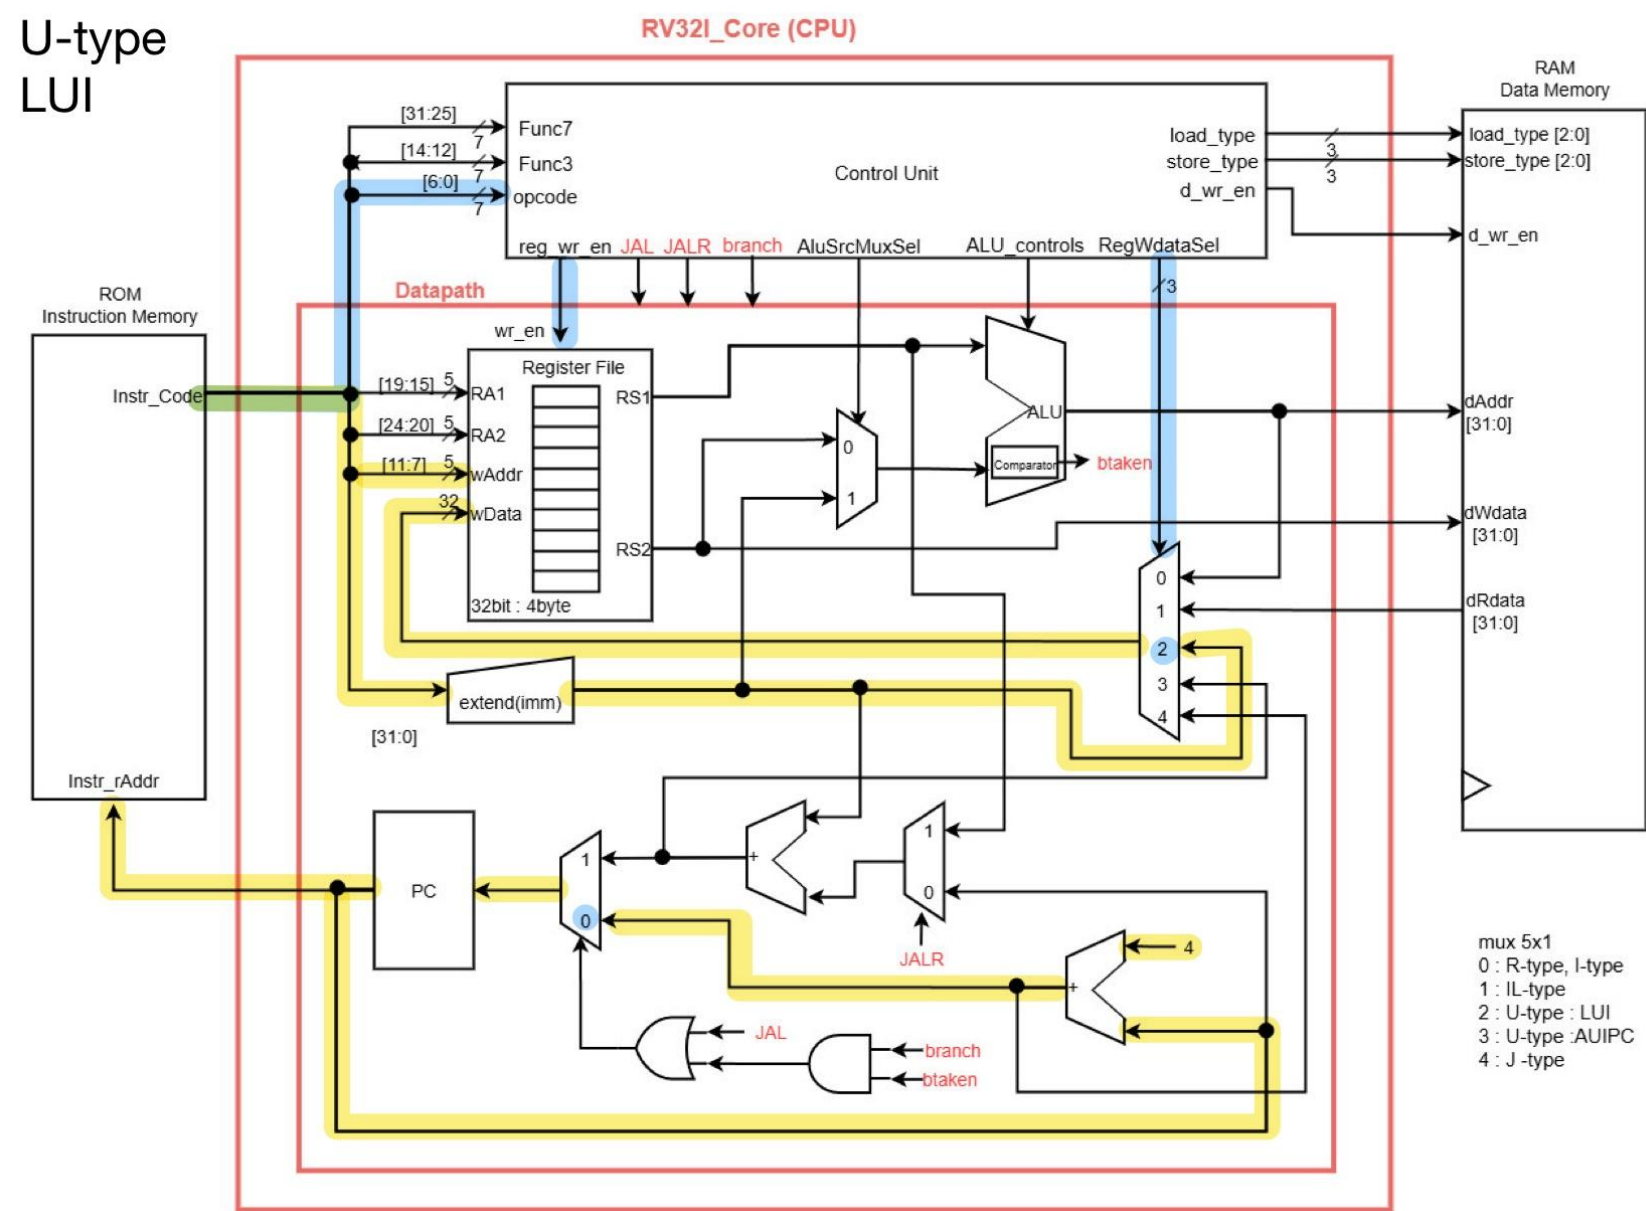 U-type
LUI
RV32I_Core (CPU)
RAM
Data Memory
[31:25]
7
Func7
[14:12]
7
Func3
[6:0]
7
opcode
Control Unit
load_type
3
load_type [2:0]
store_type
3
store_type [2:0]
d_wr_en
d_wr_en
reg_wr_en
JAL
JALR
branch
AluSrcMuxSel
ALU_controls
RegWdataSel
3
Datapath
ROM
Instruction Memory
wr_en
Register File
Instr_Code
[19:15]
5
RA1
RS1
[24:20]
5
RA2
[11:7]
5
wAddr
32
wData
RS2
32bit : 4byte
0
1
ALU
Comparator
btaken
dAddr
[31:0]
dWdata
[31:0]
dRdata
[31:0]
0
1
2
3
4
extend(imm)
[31:0]
Instr_rAddr
PC
1
0
+
1
0
JALR
4
+
JAL
branch
btaken
mux 5x1
0 : R-type, I-type
1 : IL-type
2 : U-type : LUI
3 : U-type :AUIPC
4 : J -type